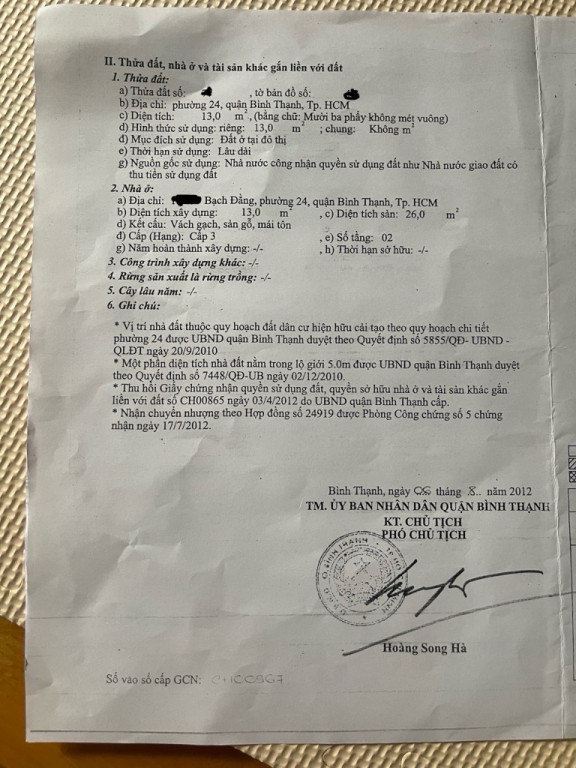 II. Thửa đất, nhà ở và tài sản khác gắn liền với đất
1. Thửa đất:
a) Thửa đất số: , tờ bản đồ số:
b) Địa chỉ: phường 24, quận Bình Thạnh, Tp. HCM
c) Diện tích: 13,0 m², (bằng chữ: Mười ba phẩy không mét vuông)
d) Hình thức sử dụng: riêng: 13,0 m² ; chung: Không m²
đ) Mục đích sử dụng: Đất ở tại đô thị
e) Thời hạn sử dụng: Lâu dài
g) Nguồn gốc sử dụng: Nhà nước công nhận quyền sử dụng đất như Nhà nước giao đất có
thu tiền sử dụng đất
2. Nhà ở:
a) Địa chỉ: Bạch Đằng, phường 24, quận Bình Thạnh, Tp. HCM
b) Diện tích xây dựng: 13,0 m² , c) Diện tích sàn: 26,0 m²
d) Kết cấu: Vách gạch, sàn gỗ, mái tôn
đ) Cấp (Hạng): Cấp 3 , e) Số tầng: 02
g) Năm hoàn thành xây dựng: -/- , h) Thời hạn sở hữu: -/-
3. Công trình xây dựng khác: -/-
4. Rừng sản xuất là rừng trồng: -/-
5. Cây lâu năm: -/-
6. Ghi chú:
* Vị trí nhà đất thuộc quy hoạch đất dân cư hiện hữu cải tạo theo quy hoạch chi tiết
phường 24 được UBND quận Bình Thạnh duyệt theo Quyết định số 5855/QĐ- UBND -
QLĐT ngày 20/9/2010
* Một phần diện tích nhà đất nằm trong lộ giới 5.0m được UBND quận Bình Thạnh duyệt
theo Quyết định số 7448/QĐ-UB ngày 02/12/2010.
* Thu hồi Giấy chứng nhận quyền sử dụng đất, quyền sở hữu nhà ở và tài sản khác gắn
liền với đất số CH00865 ngày 03/4/2012 do UBND quận Bình Thạnh cấp.
* Nhận chuyển nhượng theo Hợp đồng số 24919 được Phòng Công chứng số 5 chứng
nhận ngày 17/7/2012.
Bình Thạnh, ngày tháng 8.. năm 2012
TM. ỦY BAN NHÂN DÂN QUẬN BÌNH THẠNH
KT. CHỦ TỊCH
PHÓ CHỦ TỊCH
Hoàng Song Hà
Số vào sổ cấp GCN: CH00967